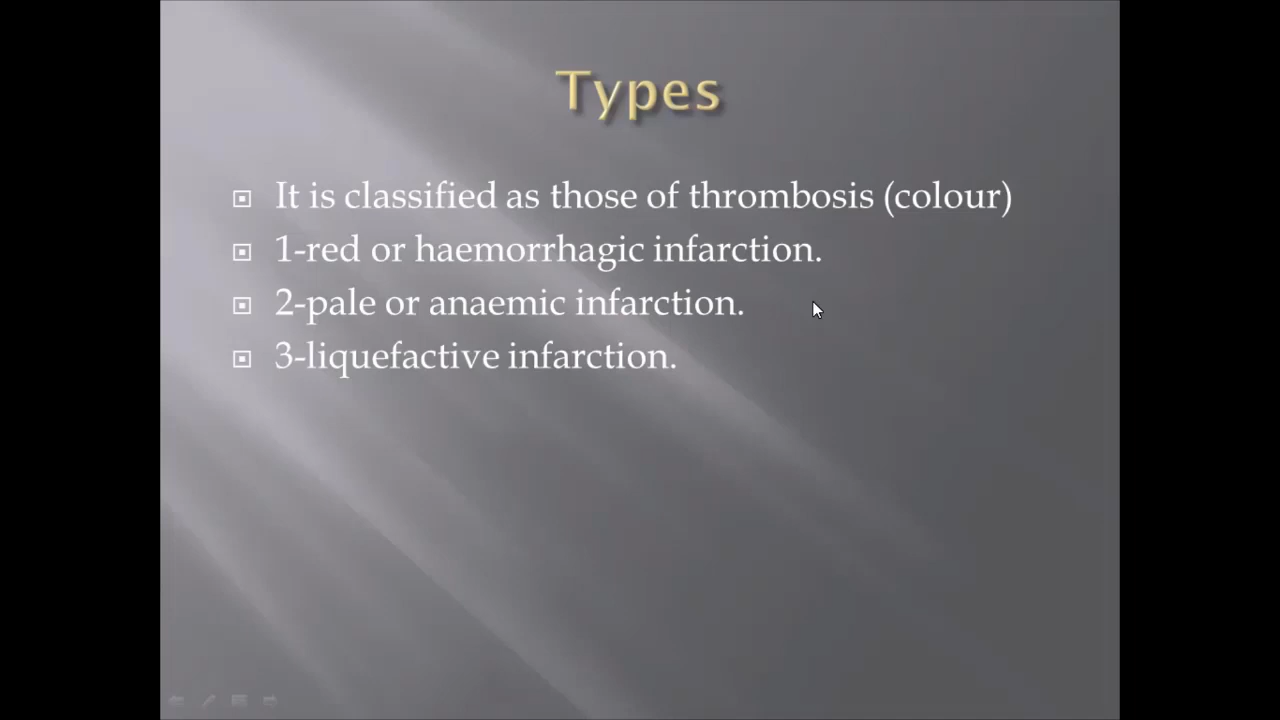 Types
It is classified as those of thrombosis (colour)
1-red or haemorrhagic infarction.
2-pale or anaemic infarction.
3-liquefactive infarction.